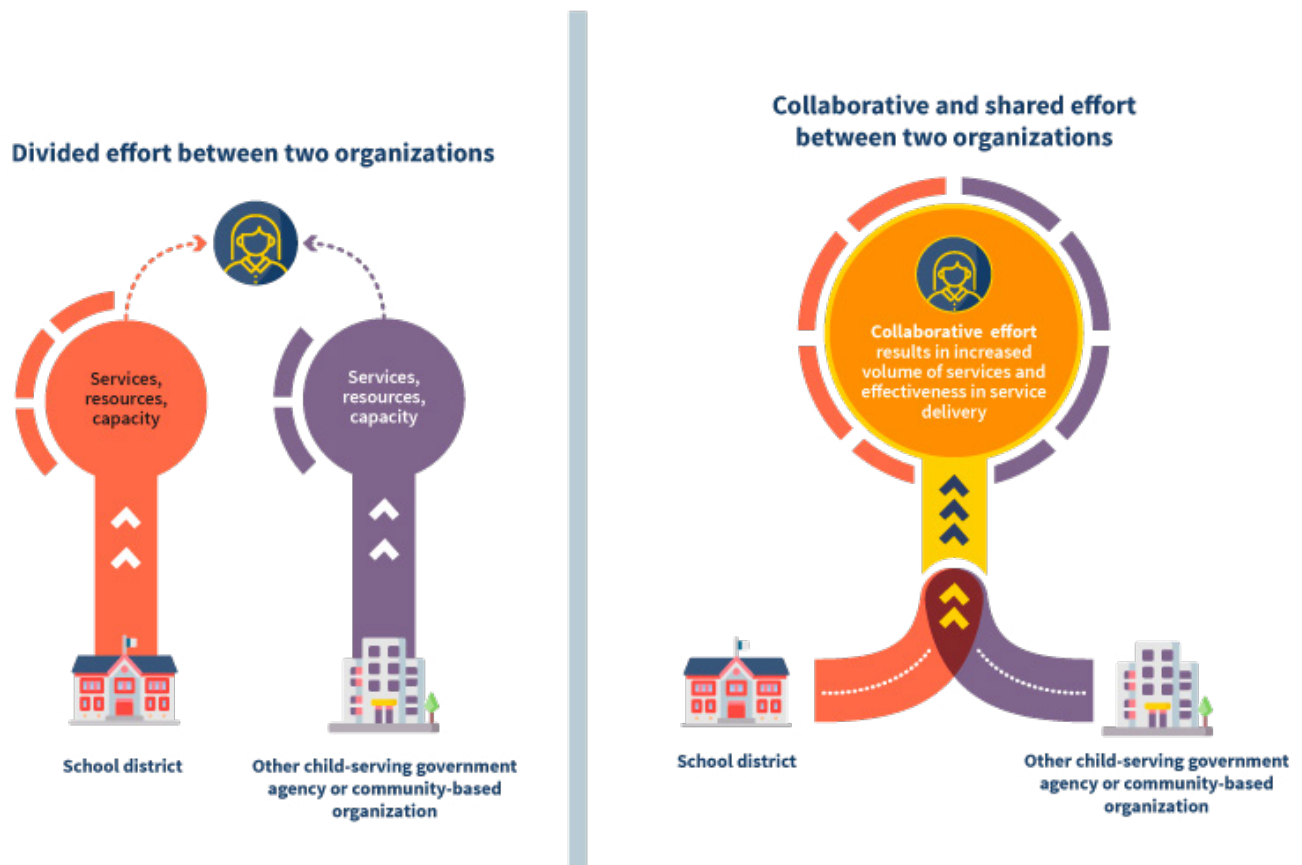 Divided effort between two organizations
Services,
resources,
capacity
Services,
resources,
capacity
School district
Other child-serving government
agency or community-based
organization
Collaborative and shared effort
between two organizations
Collaborative effort
results in increased
volume of services and
effectiveness in service
delivery
School district
Other child-serving government
agency or community-based
organization